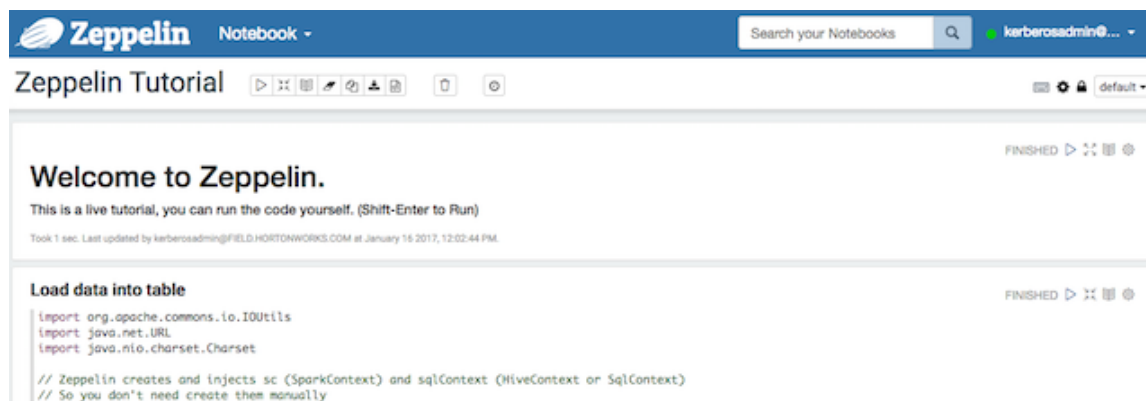 Zeppelin Notebook Search your Notebooks kerberosadmin@...
Zeppelin Tutorial default
FINISHED
Welcome to Zeppelin.
This is a live tutorial, you can run the code yourself. (Shift-Enter to Run)
Took 1 sec. Last updated by kerberosadmin@FIELD.HORTONWORKS.COM at January 16 2017, 12:02:44 PM.
Load data into table FINISHED
import org.apache.commons.io.IOUtils
import java.net.URL
import java.nio.charset.Charset
// Zeppelin creates and injects sc (SparkContext) and sqlContext (HiveContext or SqlContext)
// So you don't need create them manually